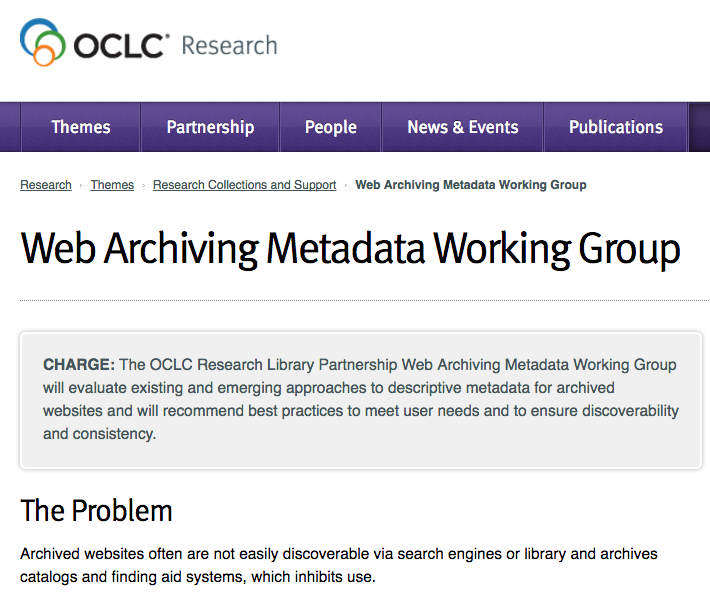 OCLC® Research
Themes Partnership People News & Events Publications
Research › Themes › Research Collections and Support › Web Archiving Metadata Working Group
Web Archiving Metadata Working Group
CHARGE: The OCLC Research Library Partnership Web Archiving Metadata Working Group
will evaluate existing and emerging approaches to descriptive metadata for archived
websites and will recommend best practices to meet user needs and to ensure discoverability
and consistency.
The Problem
Archived websites often are not easily discoverable via search engines or library and archives
catalogs and finding aid systems, which inhibits use.